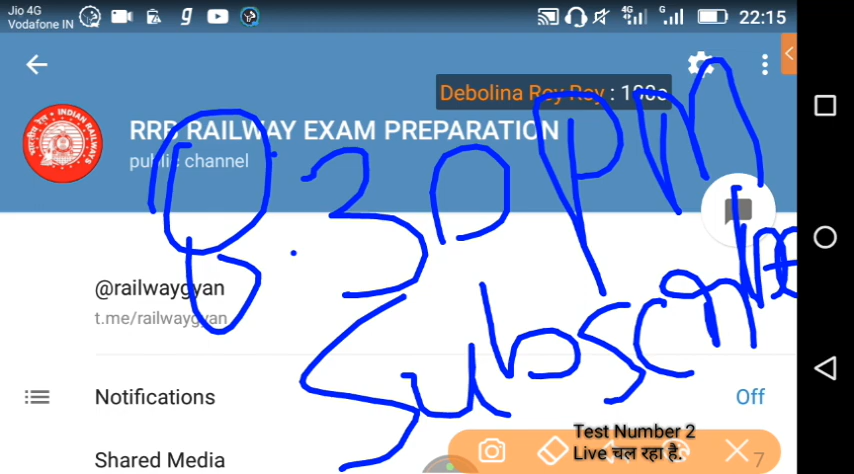 Jio 4G
Vodafone IN
22:15
Debolina Roy Roy :
RRB RAILWAY EXAM PREPARATION
public channel
8:30 PM
@railwaygyan
t.me/railwaygyan
Subscribe
Notifications Off
Test Number 2
Live चल रहा है.
Shared Media 7